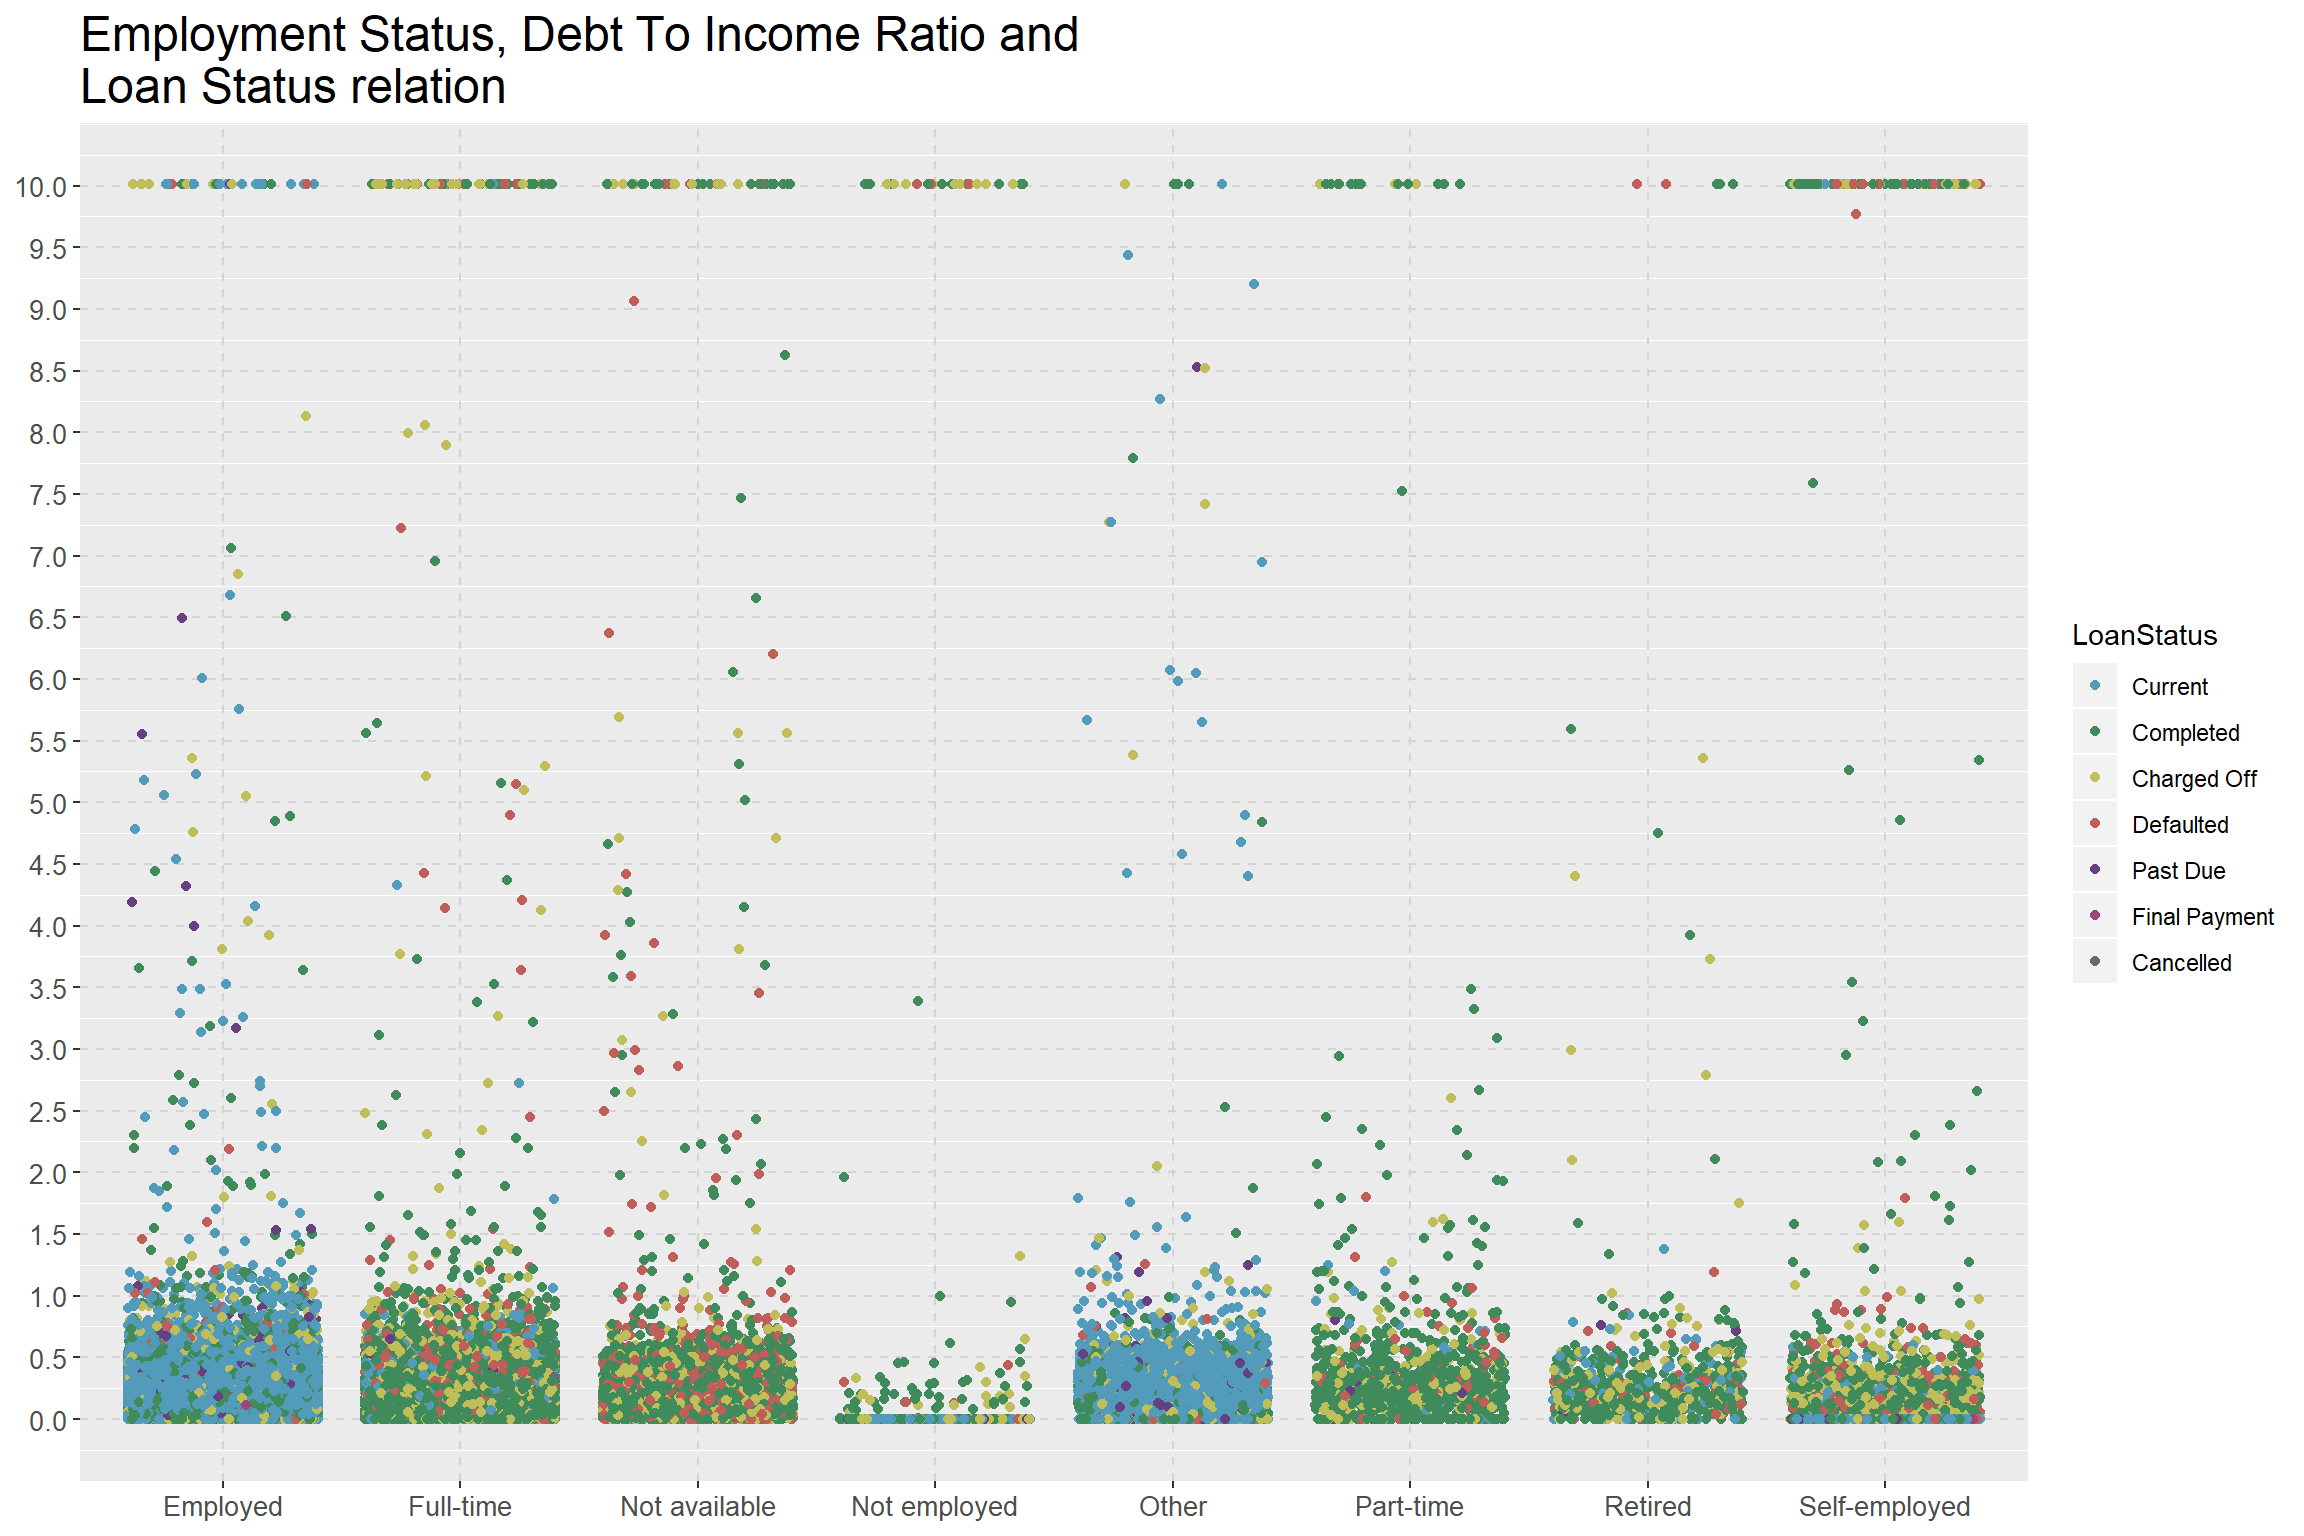 Employment Status, Debt To Income Ratio and
Loan Status relation
10.0
9.5
9.0
8.5
8.0
7.5
7.0
6.5
6.0
5.5
5.0
4.5
4.0
3.5
3.0
2.5
2.0
1.5
1.0
0.5
0.0
Employed Full-time Not available Not employed Other Part-time Retired Self-employed
LoanStatus
Current
Completed
Charged Off
Defaulted
Past Due
Final Payment
Cancelled